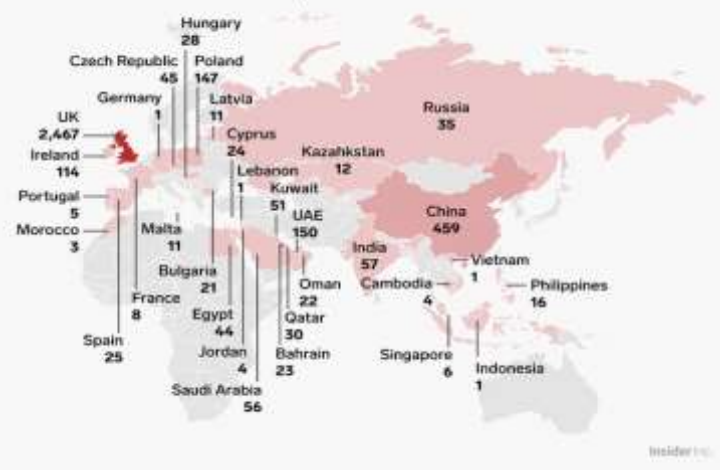 Hungary
28
Czech Republic
45
Poland
147
Germany
1
Latvia
11
UK
2,467
Cyprus
24
Russia
35
Ireland
114
Kazahkstan
12
Lebanon
1
Kuwait
51
Portugal
5
UAE
150
China
459
Morocco
3
Malta
11
India
57
Vietnam
1
Bulgaria
21
Oman
22
Cambodia
4
Philippines
16
France
8
Egypt
44
Qatar
30
Spain
25
Jordan
4
Bahrain
23
Singapore
6
Indonesia
1
Saudi Arabia
56
Insider Inc.